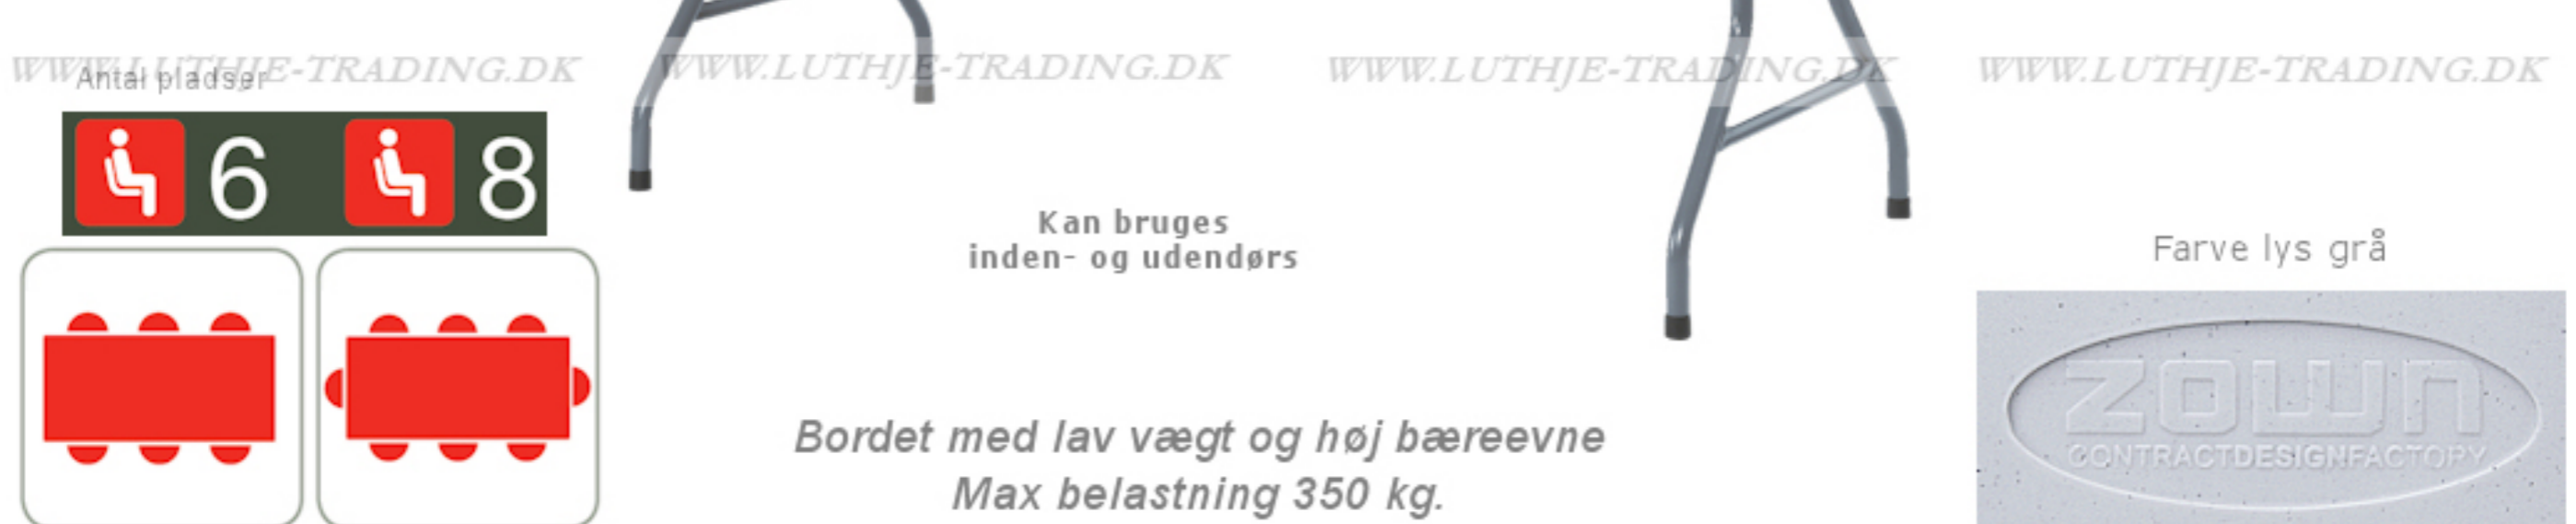 WWW.LUTHJE-TRADING.DK WWW.LUTHJE-TRADING.DK WWW.LUTHJE-TRADING.DK WWW.LUTHJE-TRADING.DK
Antal pladser
6 8
Kan bruges
inden- og udendørs
Farve lys grå
zown
CONTRACTDESIGNFACTORY
Bordet med lav vægt og høj bæreevne
Max belastning 350 kg.